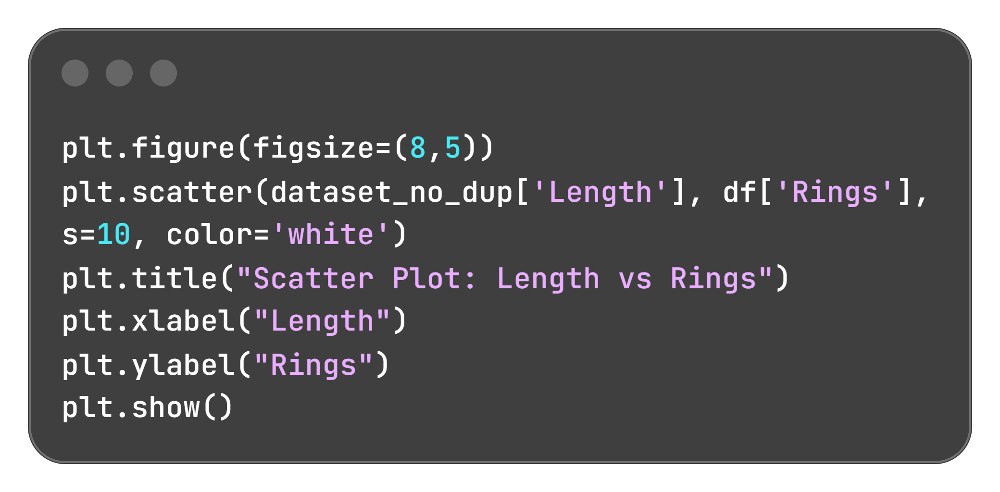 plt.figure(figsize=(8,5))
plt.scatter(dataset_no_dup['Length'], df['Rings'],
s=10, color='white')
plt.title("Scatter Plot: Length vs Rings")
plt.xlabel("Length")
plt.ylabel("Rings")
plt.show()